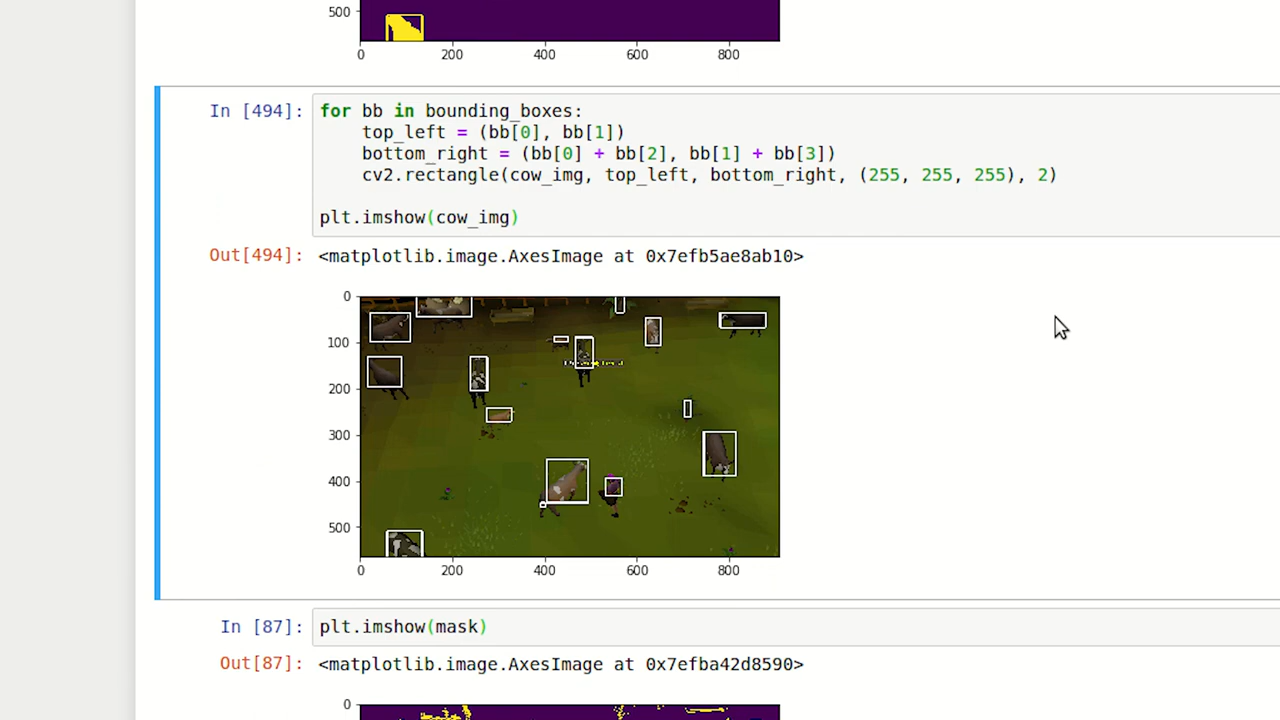 500
0 200 400 600 800
In [494]: for bb in bounding_boxes:
top_left = (bb[0], bb[1])
bottom_right = (bb[0] + bb[2], bb[1] + bb[3])
cv2.rectangle(cow_img, top_left, bottom_right, (255, 255, 255), 2)
plt.imshow(cow_img)
Out[494]: <matplotlib.image.AxesImage at 0x7efb5ae8ab10>
0
100
200
300
400
500
0 200 400 600 800
In [87]: plt.imshow(mask)
Out[87]: <matplotlib.image.AxesImage at 0x7efba42d8590>
0